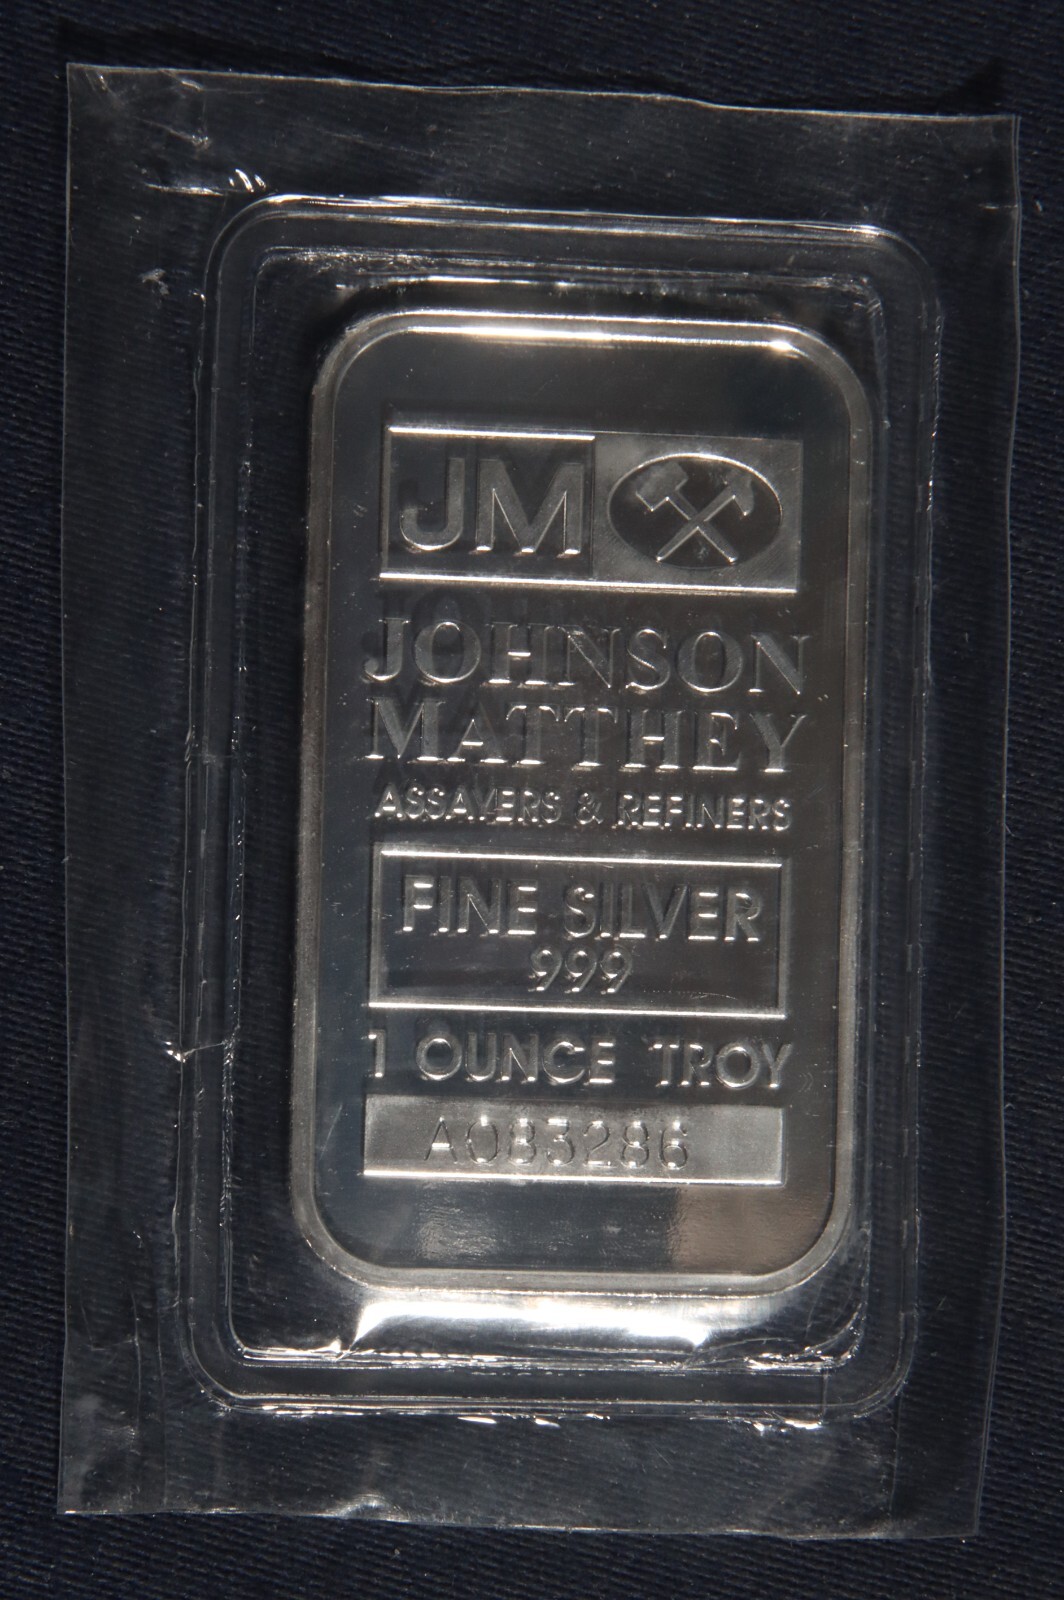 JM
JOHNSON
MATTHEY
ASSAYERS & REFINERS
FINE SILVER
999
1 OUNCE TROY
A083286